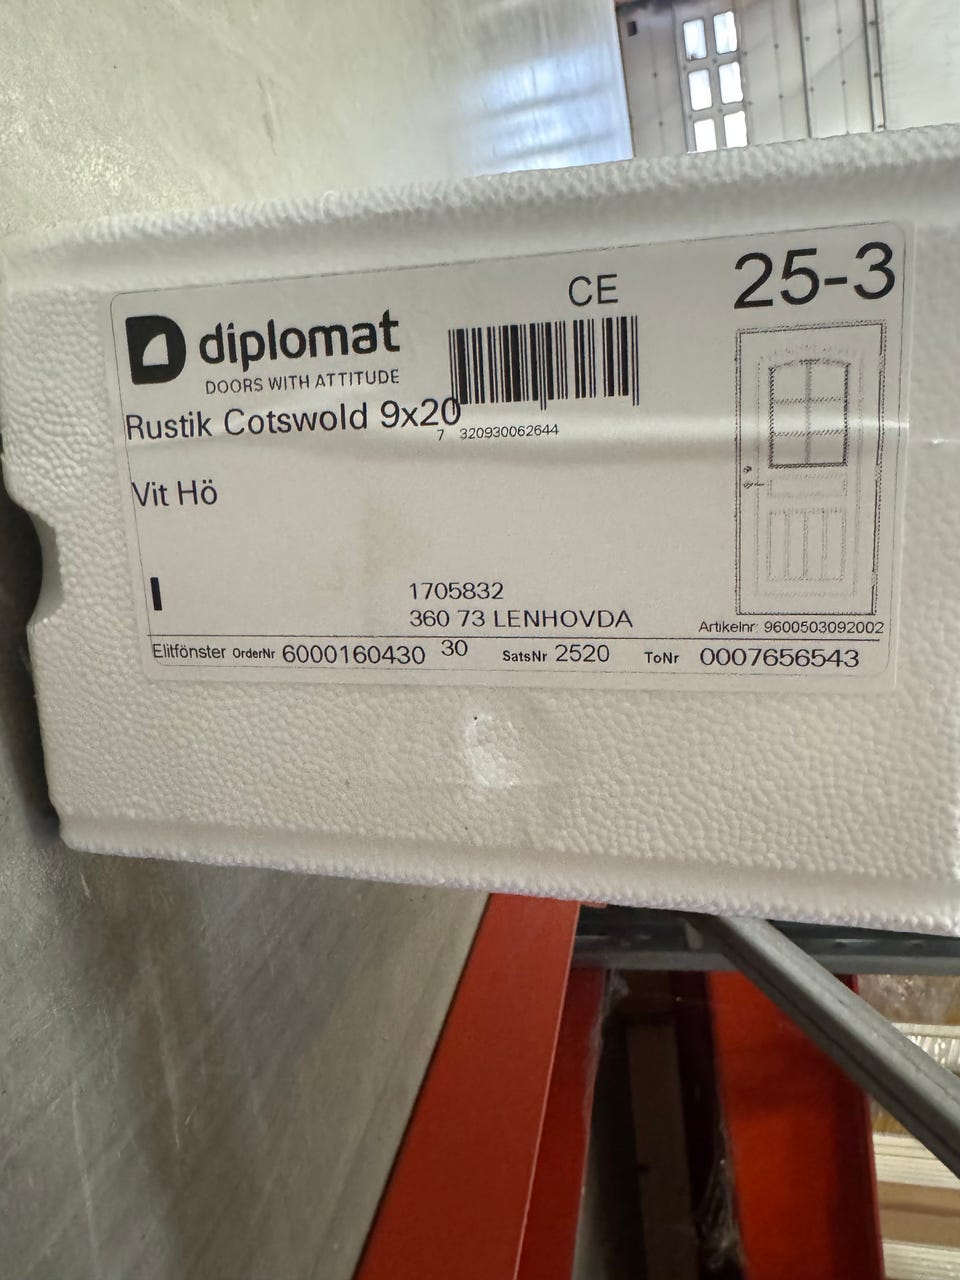 25-3
CE
diplomat
DOORS WITH ATTITUDE
Rustik Cotswold 9x20
7 320930062644
Vit Hö
I
1705832
360 73 LENHOVDA
Artikelnr: 9600503092002
Elitfönster OrderNr 6000160430 30 SatsNr 2520 ToNr 0007656543